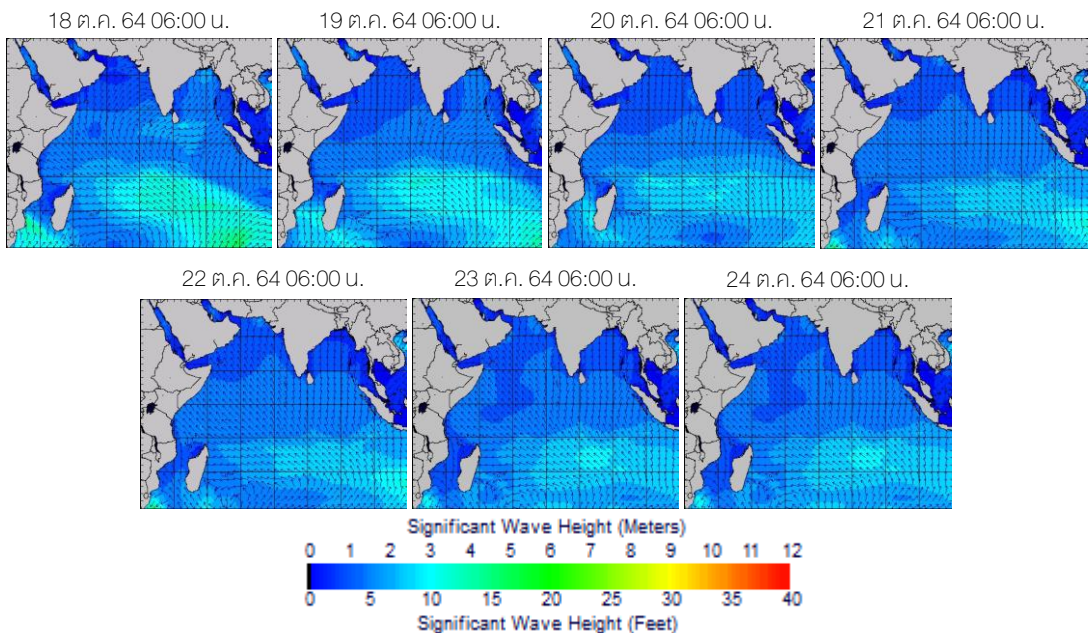 18 ต.ค. 64 06:00 น.
19 ต.ค. 64 06:00 น.
20 ต.ค. 64 06:00 น.
21 ต.ค. 64 06:00 น.
22 ต.ค. 64 06:00 น.
23 ต.ค. 64 06:00 น.
24 ต.ค. 64 06:00 น.
Significant Wave Height (Meters)
0 1 2 3 4 5 6 7 8 9 10 11 12
0 5 10 15 20 25 30 35 40
Significant Wave Height (Feet)